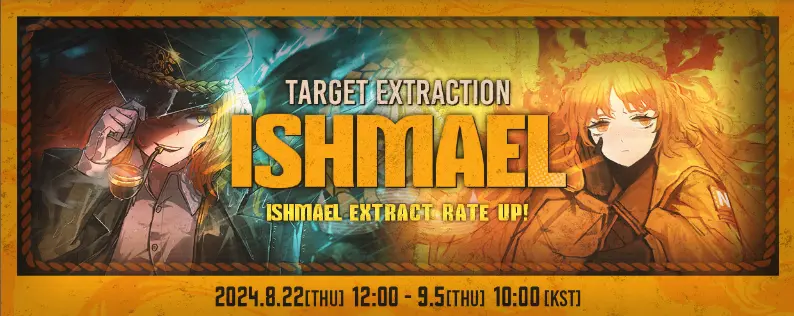 TARGET EXTRACTION
ISHMAEL
ISHMAEL EXTRACT RATE UP!
N
2024.8.22[THU] 12:00 - 9.5[THU] 10:00 [KST]